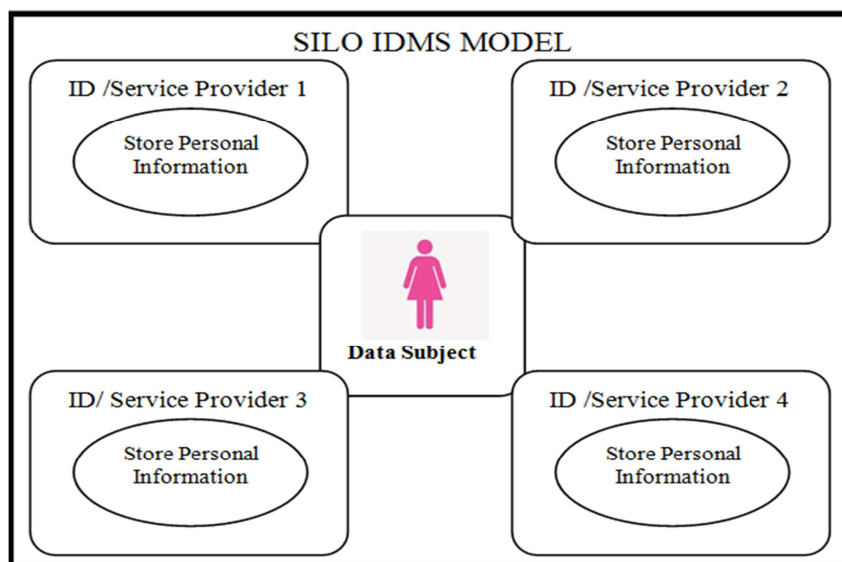 SILO IDMS MODEL
ID /Service Provider 1
Store Personal
Information
ID /Service Provider 2
Store Personal
Information
Data Subject
ID/ Service Provider 3
Store Personal
Information
ID /Service Provider 4
Store Personal
Information